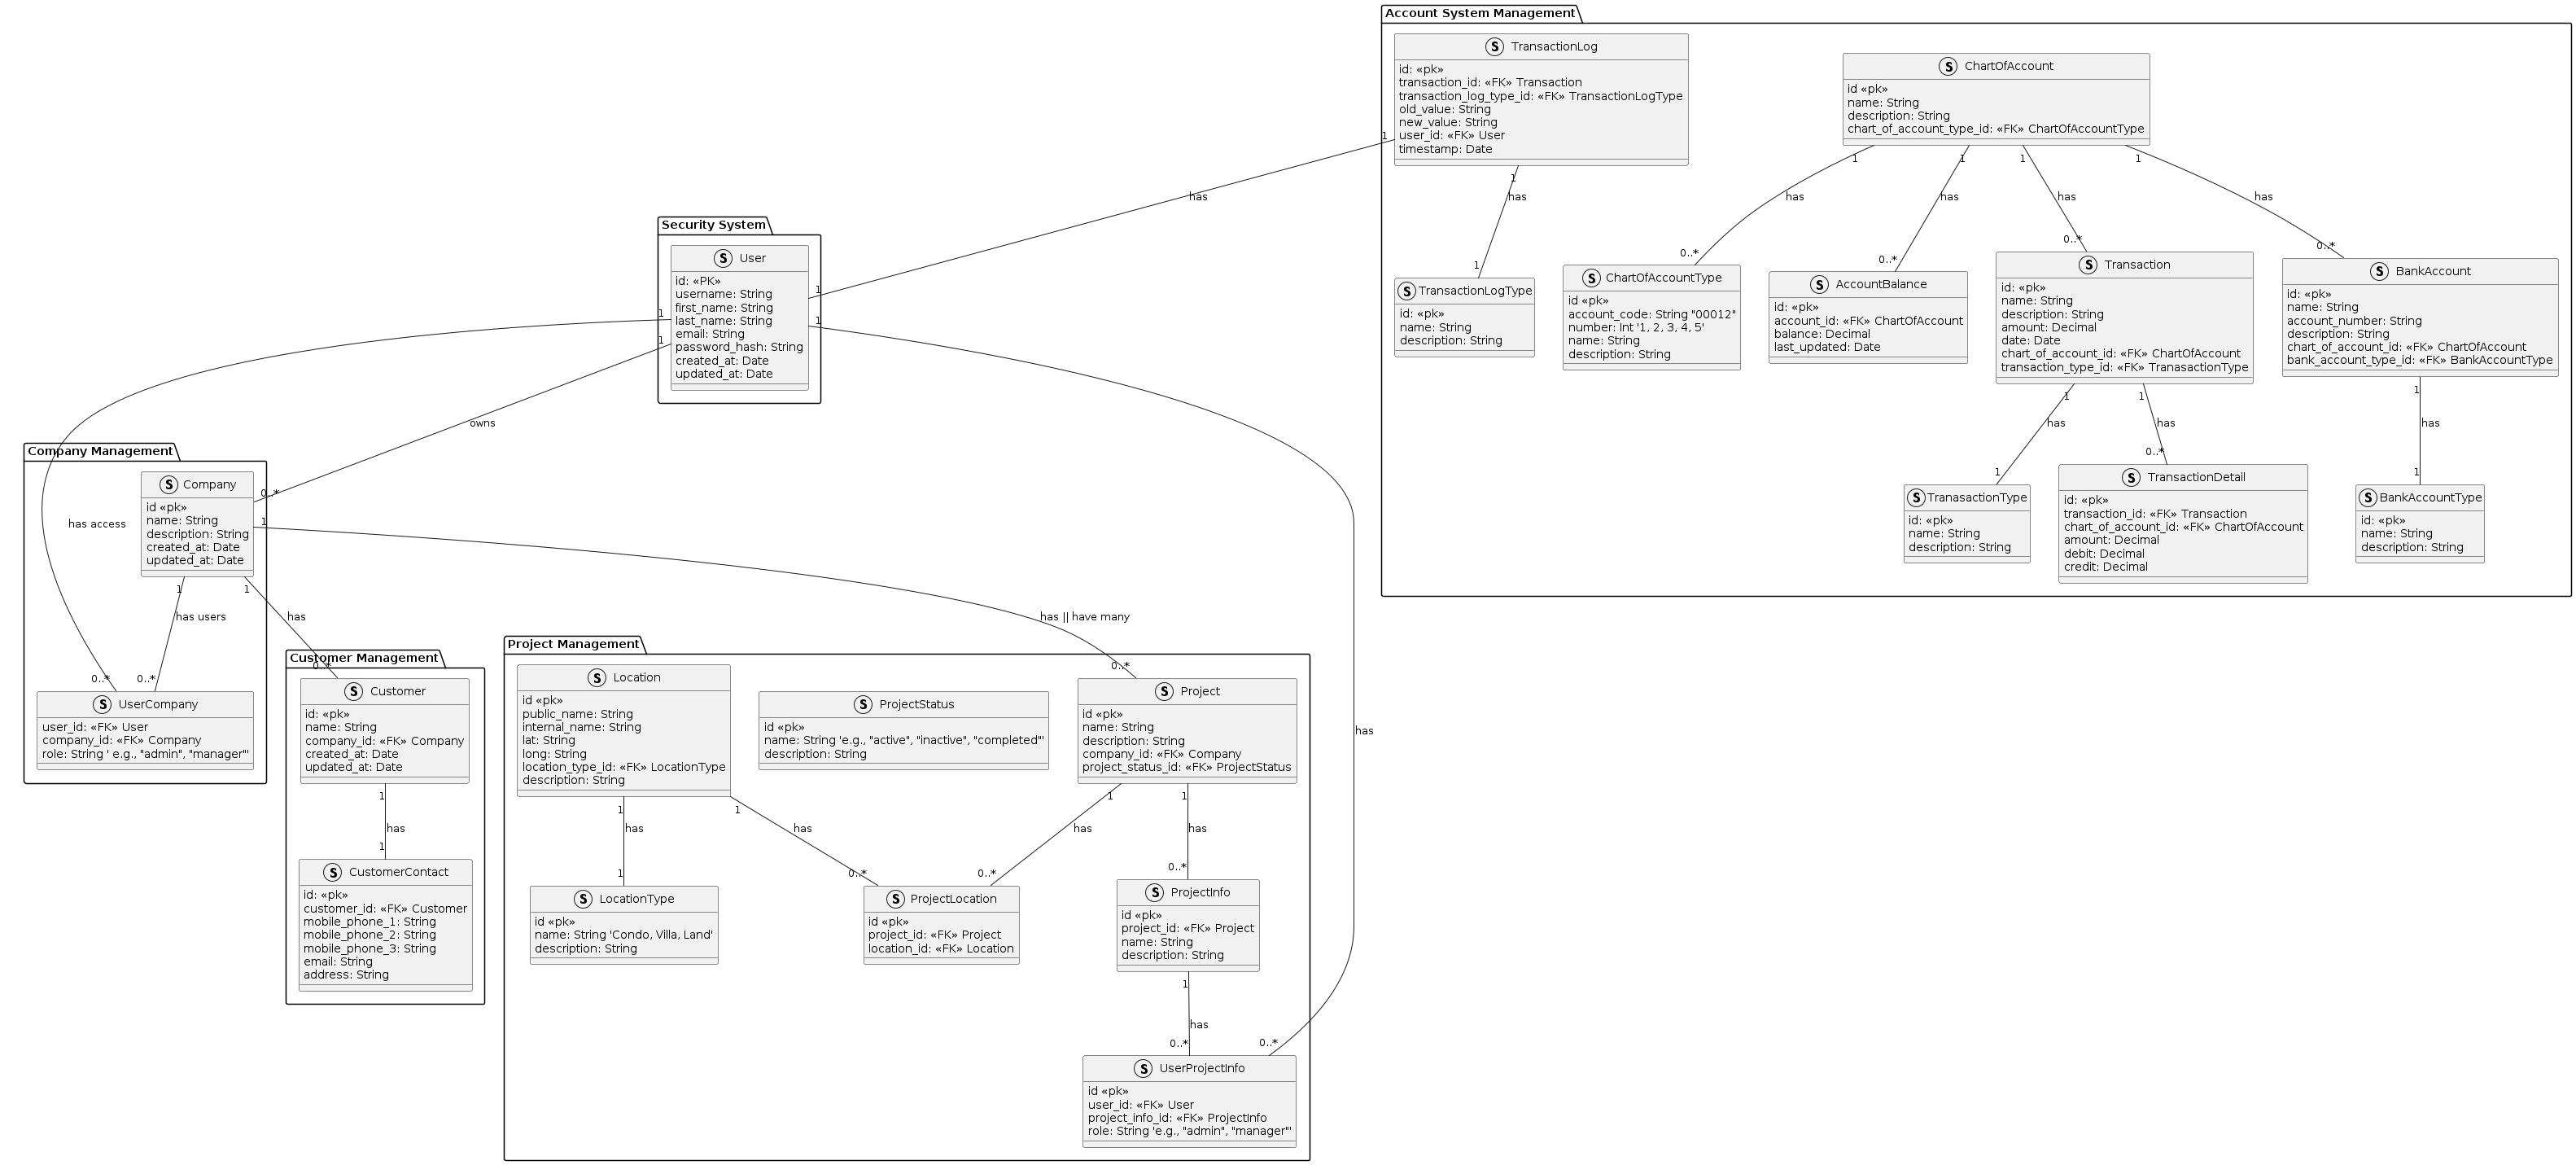 Account System Management
TransactionLog
id: «pk»
transaction_id: «FK» Transaction
transaction_log_type_id: «FK» TransactionLogType
old_value: String
new_value: String
user_id: «FK» User
timestamp: Date
ChartOfAccount
id «pk»
name: String
description: String
chart_of_account_type_id: «FK» ChartOfAccountType
1
1
1
1
1
1
has
has
has
has
has
has
Security System
User
id: «PK»
username: String
first_name: String
last_name: String
email: String
password_hash: String
created_at: Date
updated_at: Date
1
1
1
1
1
TransactionLogType
id: «pk»
name: String
description: String
0..*
ChartOfAccountType
id «pk»
account_code: String "00012"
number: Int '1, 2, 3, 4, 5'
name: String
description: String
0..*
AccountBalance
id: «pk»
account_id: «FK» ChartOfAccount
balance: Decimal
last_updated: Date
0..*
Transaction
id: «pk»
name: String
description: String
amount: Decimal
date: Date
chart_of_account_id: «FK» ChartOfAccount
transaction_type_id: «FK» TranasactionType
0..*
BankAccount
id: «pk»
name: String
account_number: String
description: String
chart_of_account_id: «FK» ChartOfAccount
bank_account_type_id: «FK» BankAccountType
1
1
1
owns
has
has
has
1
0..*
1
TranasactionType
id: «pk»
name: String
description: String
TransactionDetail
id: «pk»
transaction_id: «FK» Transaction
chart_of_account_id: «FK» ChartOfAccount
amount: Decimal
debit: Decimal
credit: Decimal
BankAccountType
id: «pk»
name: String
description: String
Company Management
Company
id «pk»
name: String
description: String
created_at: Date
updated_at: Date
0..*
1
has access
1
1
has users
has
has || have many
0..*
0..*
UserCompany
user_id: «FK» User
company_id: «FK» Company
role: String ' e.g., "admin", "manager"'
Customer Management
0..*
Customer
id: «pk»
name: String
company_id: «FK» Company
created_at: Date
updated_at: Date
1
has
1
CustomerContact
id: «pk»
customer_id: «FK» Customer
mobile_phone_1: String
mobile_phone_2: String
mobile_phone_3: String
email: String
address: String
Project Management
Location
id «pk»
public_name: String
internal_name: String
lat: String
long: String
location_type_id: «FK» LocationType
description: String
ProjectStatus
id «pk»
name: String 'e.g., "active", "inactive", "completed"'
description: String
0..*
Project
id «pk»
name: String
description: String
company_id: «FK» Company
project_status_id: «FK» ProjectStatus
has
1
1
1
1
has
has
has
has
1
0..*
0..*
0..*
LocationType
id «pk»
name: String 'Condo, Villa, Land'
description: String
ProjectLocation
id «pk»
project_id: «FK» Project
location_id: «FK» Location
ProjectInfo
id «pk»
project_id: «FK» Project
name: String
description: String
1
has
0..*
0..*
UserProjectInfo
id «pk»
user_id: «FK» User
project_info_id: «FK» ProjectInfo
role: String 'e.g., "admin", "manager"'